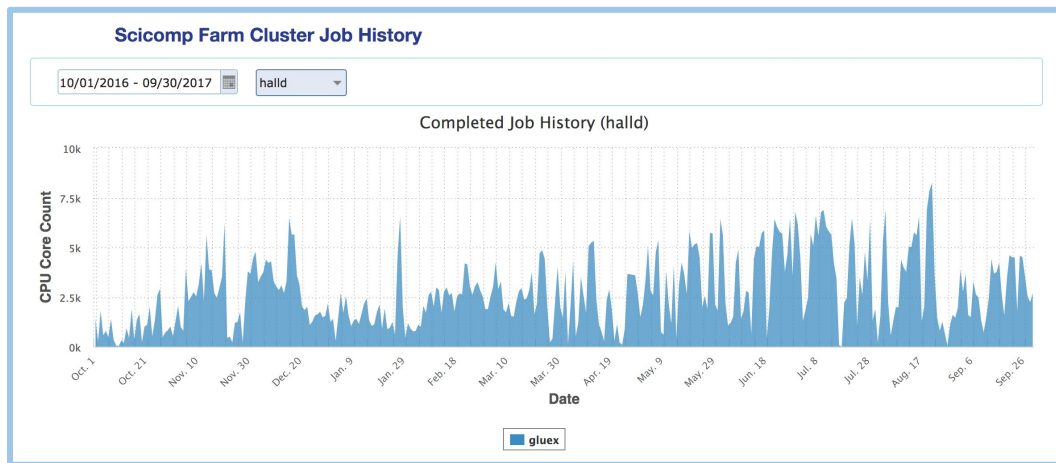 Scicomp Farm Cluster Job History
10/01/2016 - 09/30/2017 halld
Completed Job History (halld)
10k
7.5k
5k
2.5k
0k
CPU Core Count
Oct. 1 Oct. 21 Nov. 10 Nov. 30 Dec. 20 Jan. 9 Jan. 29 Feb. 18 Mar. 10 Mar. 30 Apr. 19 May. 9 May. 29 Jun. 18 Jul. 8 Jul. 28 Aug. 17 Sep. 6 Sep. 26
Date
gluex